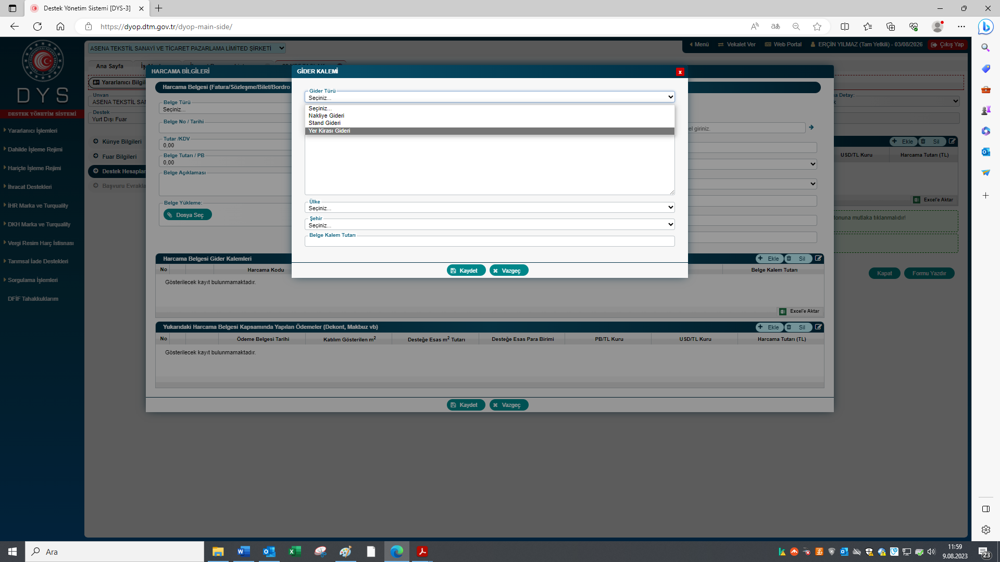 Destek Yönetim Sistemi [DYS-3]
https://dyop.dtm.gov.tr/dyop-main-side/
ASENA TEKSTİL SANAYİ VE TİCARET PAZARLAMA LİMİTED ŞİRKETİ
Menü
Vekalet Ver
Web Portal
ERÇİN YILMAZ (Tam Yetkili) - 03/08/2026
Çıkış Yap
DYS
DESTEK YÖNETİM SİSTEMİ
Yararlanıcı İşlemleri
Dahilde İşleme Rejimi
Hariçte İşleme Rejimi
İhracat Destekleri
İHR Marka ve Turquality
DKH Marka ve Turquality
Vergi Resim Harç İstisnası
Tarımsal İade Destekleri
Sorgulama İşlemleri
DFİF Tahakkuklarım
Ana Sayfa
Yararlanıcı Bilgil
Unvan
ASENA TEKSTİL SAN
Destek
Yurt Dışı Fuar
Künye Bilgileri
Fuar Bilgileri
Destek Hesaplan
Başvuru Evrakla
HARCAMA BİLGİLERİ
Harcama Belgesi (Fatura/Sözleşme/Bilet/Bordro
Belge Türü
Seçiniz...
Belge No / Tarihi
Tutar /KDV
0,00
Belge Tutarı / PB
0,00
Belge Açıklaması
Belge Yükleme:
Dosya Seç
GİDER KALEMİ
x
Gider Türü
Seçiniz...
Seçiniz...
Nakliye Gideri
Stand Gideri
Yer Kirası Gideri
Ülke
Seçiniz...
Şehir
Seçiniz...
Belge Kalem Tutarı
Kaydet
Vazgeç
el giriniz.
a Detay:
Ekle
Sil
USD/TL Kuru
Harcama Tutarı (TL)
Excel'e Aktar
tonuna mutlaka tıklanmalıdır!
Kapat
Formu Yazdır
Harcama Belgesi Gider Kalemleri
Ekle
Sil
No
Harcama Kodu
Belge Kalem Tutarı
Gösterilecek kayıt bulunmamaktadır.
Excel'e Aktar
Yukarıdaki Harcama Belgesi Kapsamında Yapılan Ödemeler (Dekont, Makbuz vb)
Ekle
Sil
No
Ödeme Belgesi Tarihi
Katılım Gösterilen m²
Desteğe Esas m² Tutarı
Desteğe Esas Para Birimi
PB/TL Kuru
USD/TL Kuru
Harcama Tutarı (TL)
Gösterilecek kayıt bulunmamaktadır.
Kaydet
Vazgeç
Ara
11:59
9.08.2023
23